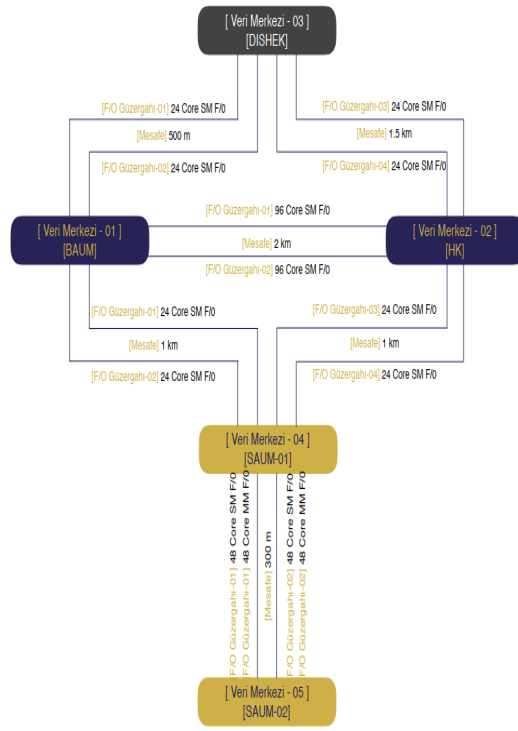 [ Veri Merkezi - 03 ]
[DISHEK]
[F/O Güzergahı-01] 24 Core SM F/0
[F/O Güzergahı-03] 24 Core SM F/0
[Mesafe] 500 m
[Mesafe] 1.5 km
[F/O Güzergahı-02] 24 Core SM F/0
[F/O Güzergahı-04] 24 Core SM F/0
[F/O Güzergahı-01] 96 Core SM F/0
[ Veri Merkezi - 01 ]
[BAUM]
[Mesafe] 2 km
[ Veri Merkezi - 02 ]
[HK]
[F/O Güzergahı-02] 96 Core SM F/0
[F/O Güzergahı-01] 24 Core SM F/0
[F/O Güzergahı-03] 24 Core SM F/0
[Mesafe] 1 km
[Mesafe] 1 km
[F/O Güzergahı-02] 24 Core SM F/0
[F/O Güzergahı-04] 24 Core SM F/0
[ Veri Merkezi - 04 ]
[SAUM-01]
[F/O Güzergahı-01] 48 Core SM F/0
[F/O Güzergahı-01] 48 Core MM F/0
[Mesafe] 300 m
[F/O Güzergahı-02] 48 Core SM F/0
[F/O Güzergahı-02] 48 Core MM F/0
[ Veri Merkezi - 05 ]
[SAUM-02]